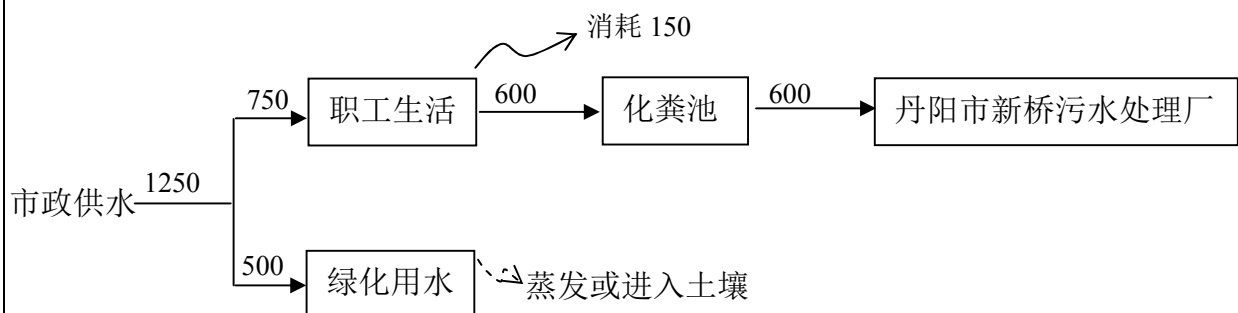 消耗 150
750
职工生活
600
化粪池
600
丹阳市新桥污水处理厂
市政供水
1250
500
绿化用水
蒸发或进入土壤